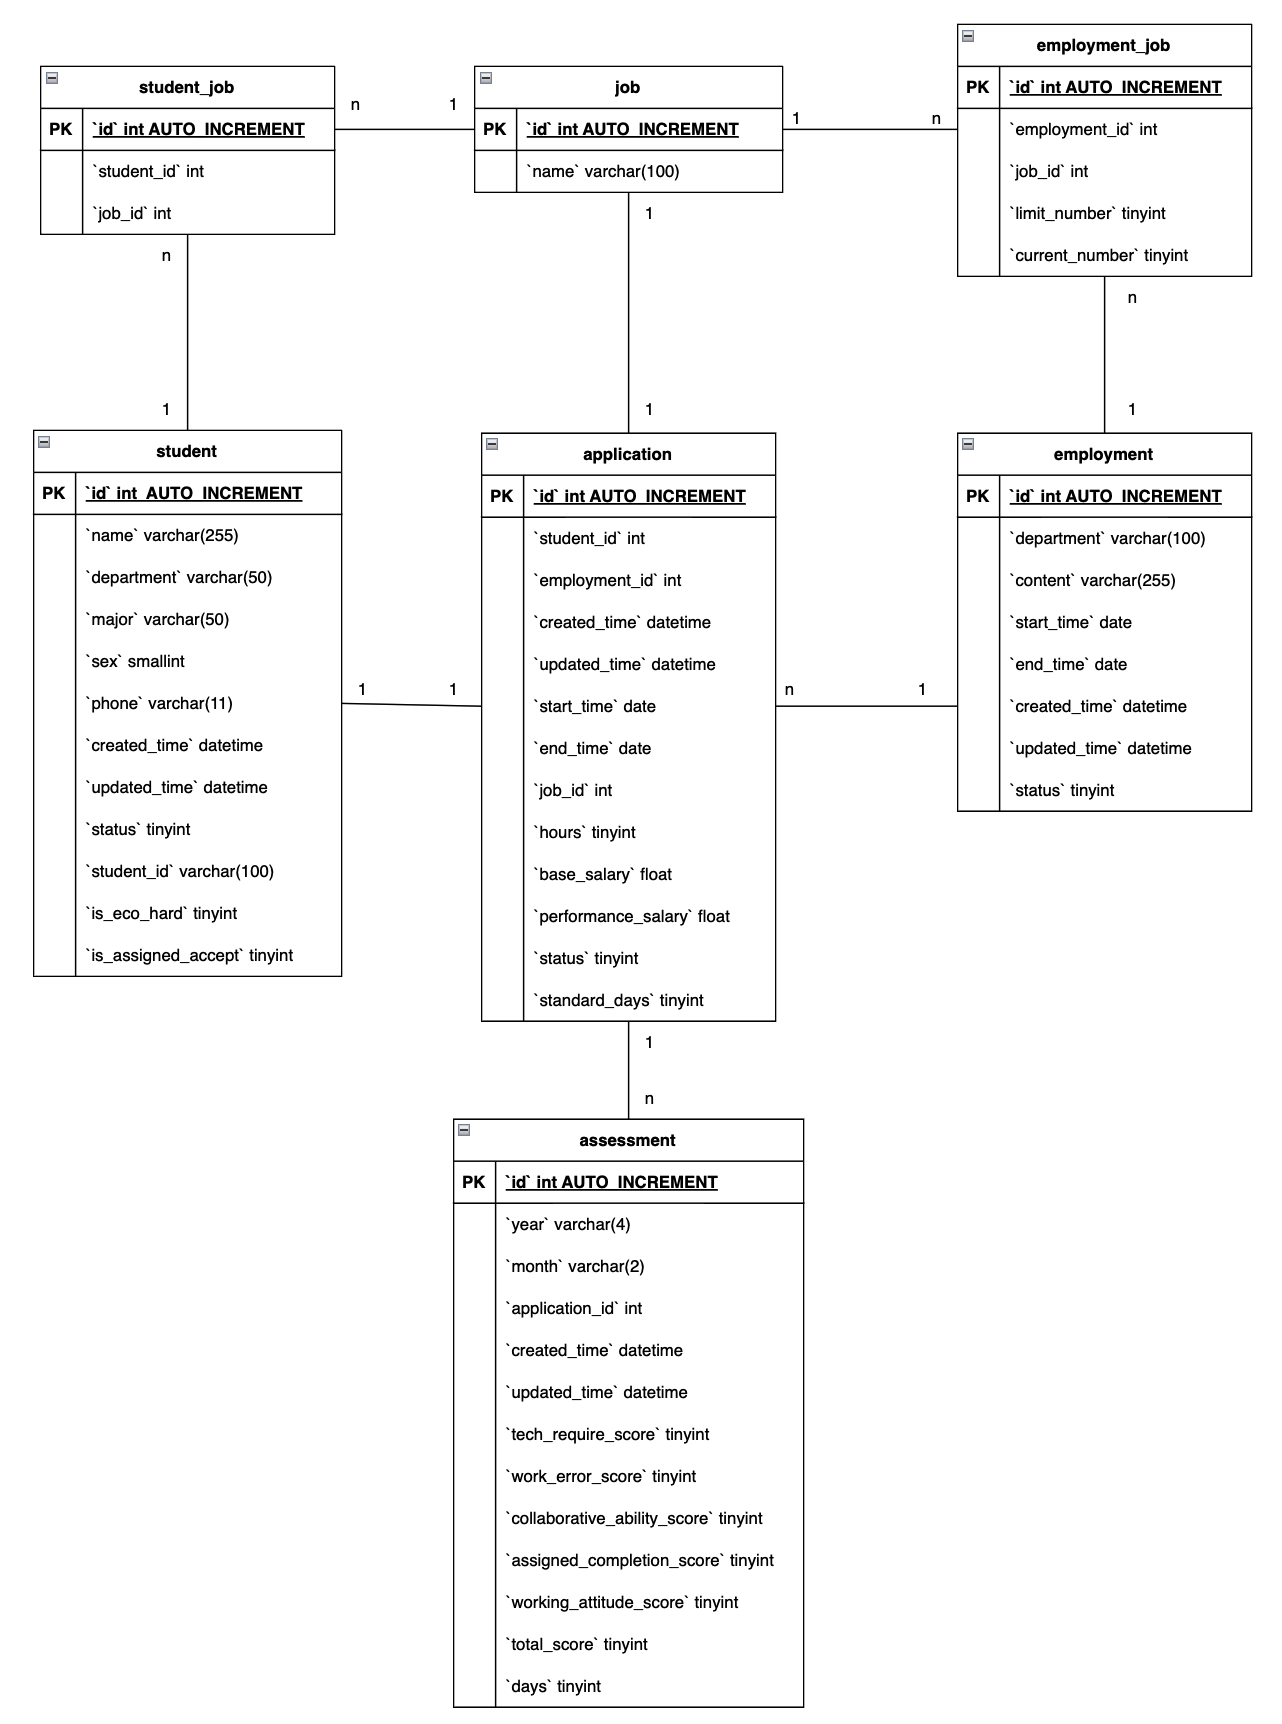 student_job
PK `id` int AUTO_INCREMENT
`student_id` int
`job_id` int
n 1
job
PK `id` int AUTO_INCREMENT
`name` varchar(100)
1 n
employment_job
PK `id` int AUTO_INCREMENT
`employment_id` int
`job_id` int
`limit_number` tinyint
`current_number` tinyint
n
1
1
1
n
1
student
PK `id` int AUTO_INCREMENT
`name` varchar(255)
`department` varchar(50)
`major` varchar(50)
`sex` smallint
`phone` varchar(11)
`created_time` datetime
`updated_time` datetime
`status` tinyint
`student_id` varchar(100)
`is_eco_hard` tinyint
`is_assigned_accept` tinyint
1 1
application
PK `id` int AUTO_INCREMENT
`student_id` int
`employment_id` int
`created_time` datetime
`updated_time` datetime
`start_time` date
`end_time` date
`job_id` int
`hours` tinyint
`base_salary` float
`performance_salary` float
`status` tinyint
`standard_days` tinyint
n 1
employment
PK `id` int AUTO_INCREMENT
`department` varchar(100)
`content` varchar(255)
`start_time` date
`end_time` date
`created_time` datetime
`updated_time` datetime
`status` tinyint
1
n
assessment
PK `id` int AUTO_INCREMENT
`year` varchar(4)
`month` varchar(2)
`application_id` int
`created_time` datetime
`updated_time` datetime
`tech_require_score` tinyint
`work_error_score` tinyint
`collaborative_ability_score` tinyint
`assigned_completion_score` tinyint
`working_attitude_score` tinyint
`total_score` tinyint
`days` tinyint